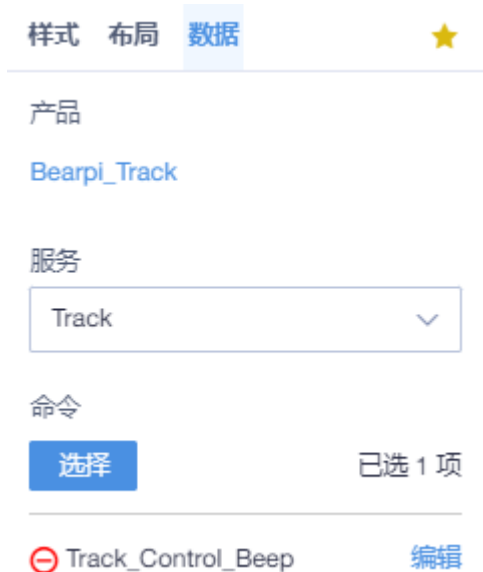 样式 布局 数据
产品
Bearpi_Track
服务
Track
命令
选择 已选 1 项
Track_Control_Beep 编辑